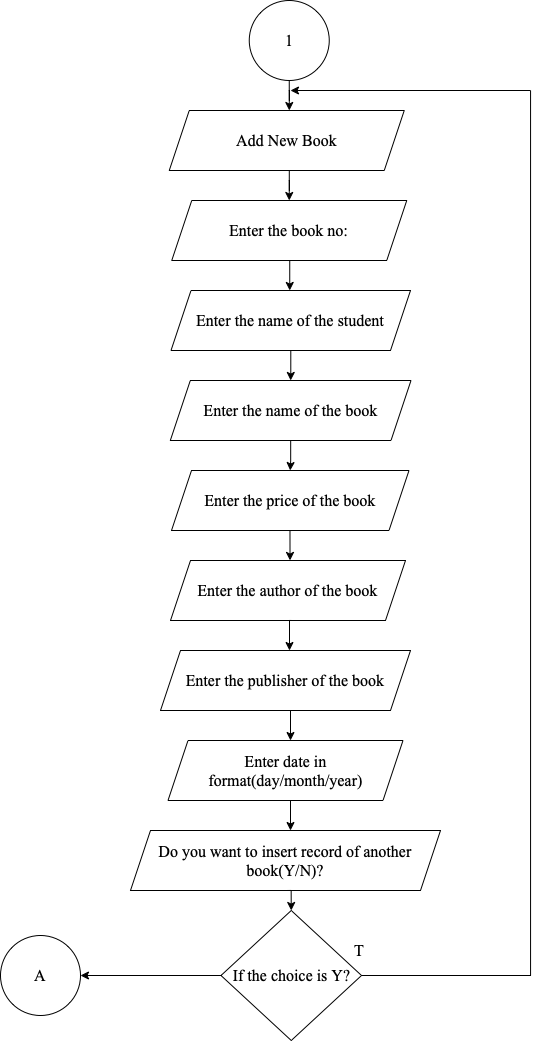 1
Add New Book
Enter the book no:
Enter the name of the student
Enter the name of the book
Enter the price of the book
Enter the author of the book
Enter the publisher of the book
Enter date in
format(day/month/year)
Do you want to insert record of another
book(Y/N)?
T
If the choice is Y?
A